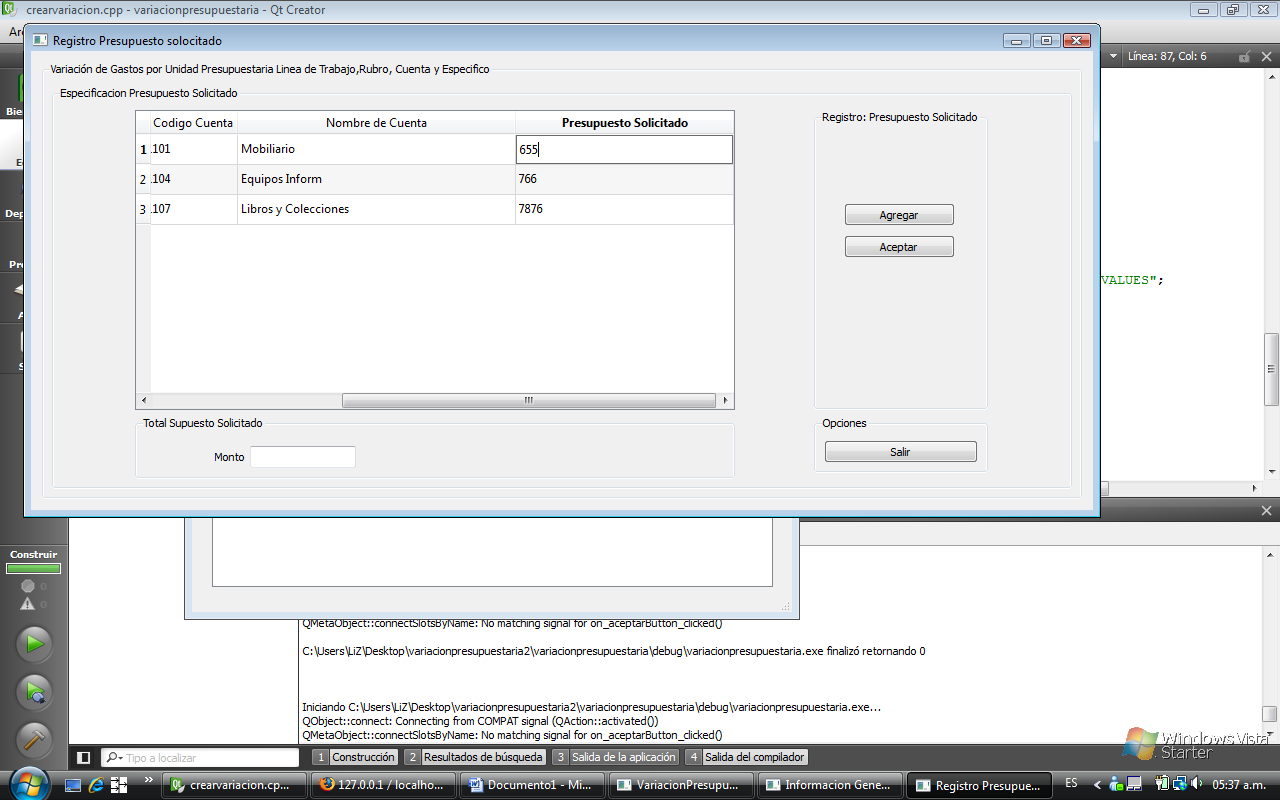 crearvariacion.cpp - variacionpresupuestaria - Qt Creator
Registro Presupuesto solocitado
Línea: 87, Col: 6
Variación de Gastos por Unidad Presupuestaria Linea de Trabajo,Rubro, Cuenta y Especifico
Especificacion Presupuesto Solicitado
Codigo Cuenta Nombre de Cuenta Presupuesto Solicitado
1 .101 Mobiliario 655
2 .104 Equipos Inform 766
3 .107 Libros y Colecciones 7876
Registro: Presupuesto Solicitado
Agregar
Aceptar
VALUES";
Total Supuesto Solicitado
Monto
Opciones
Salir
Construir
0
0
QMetaObject::connectSlotsByName: No matching signal for on_aceptarButton_clicked()
C:\Users\LiZ\Desktop\variacionpresupuestaria2\variacionpresupuestaria\debug\variacionpresupuestaria.exe finalizó retornando 0
Iniciando C:\Users\LiZ\Desktop\variacionpresupuestaria2\variacionpresupuestaria\debug\variacionpresupuestaria.exe...
QObject::connect: Connecting from COMPAT signal (QAction::activated())
QMetaObject::connectSlotsByName: No matching signal for on_aceptarButton_clicked()
Windows Vista
Starter
Tipo a localizar
1 Construcción 2 Resultados de búsqueda 3 Salida de la aplicación 4 Salida del compilador
crearvariacion.cp... 127.0.0.1 / localho... Documento1 - Mi... VariacionPresupu... Informacion Gene... Registro Presupue... ES 05:37 a.m.